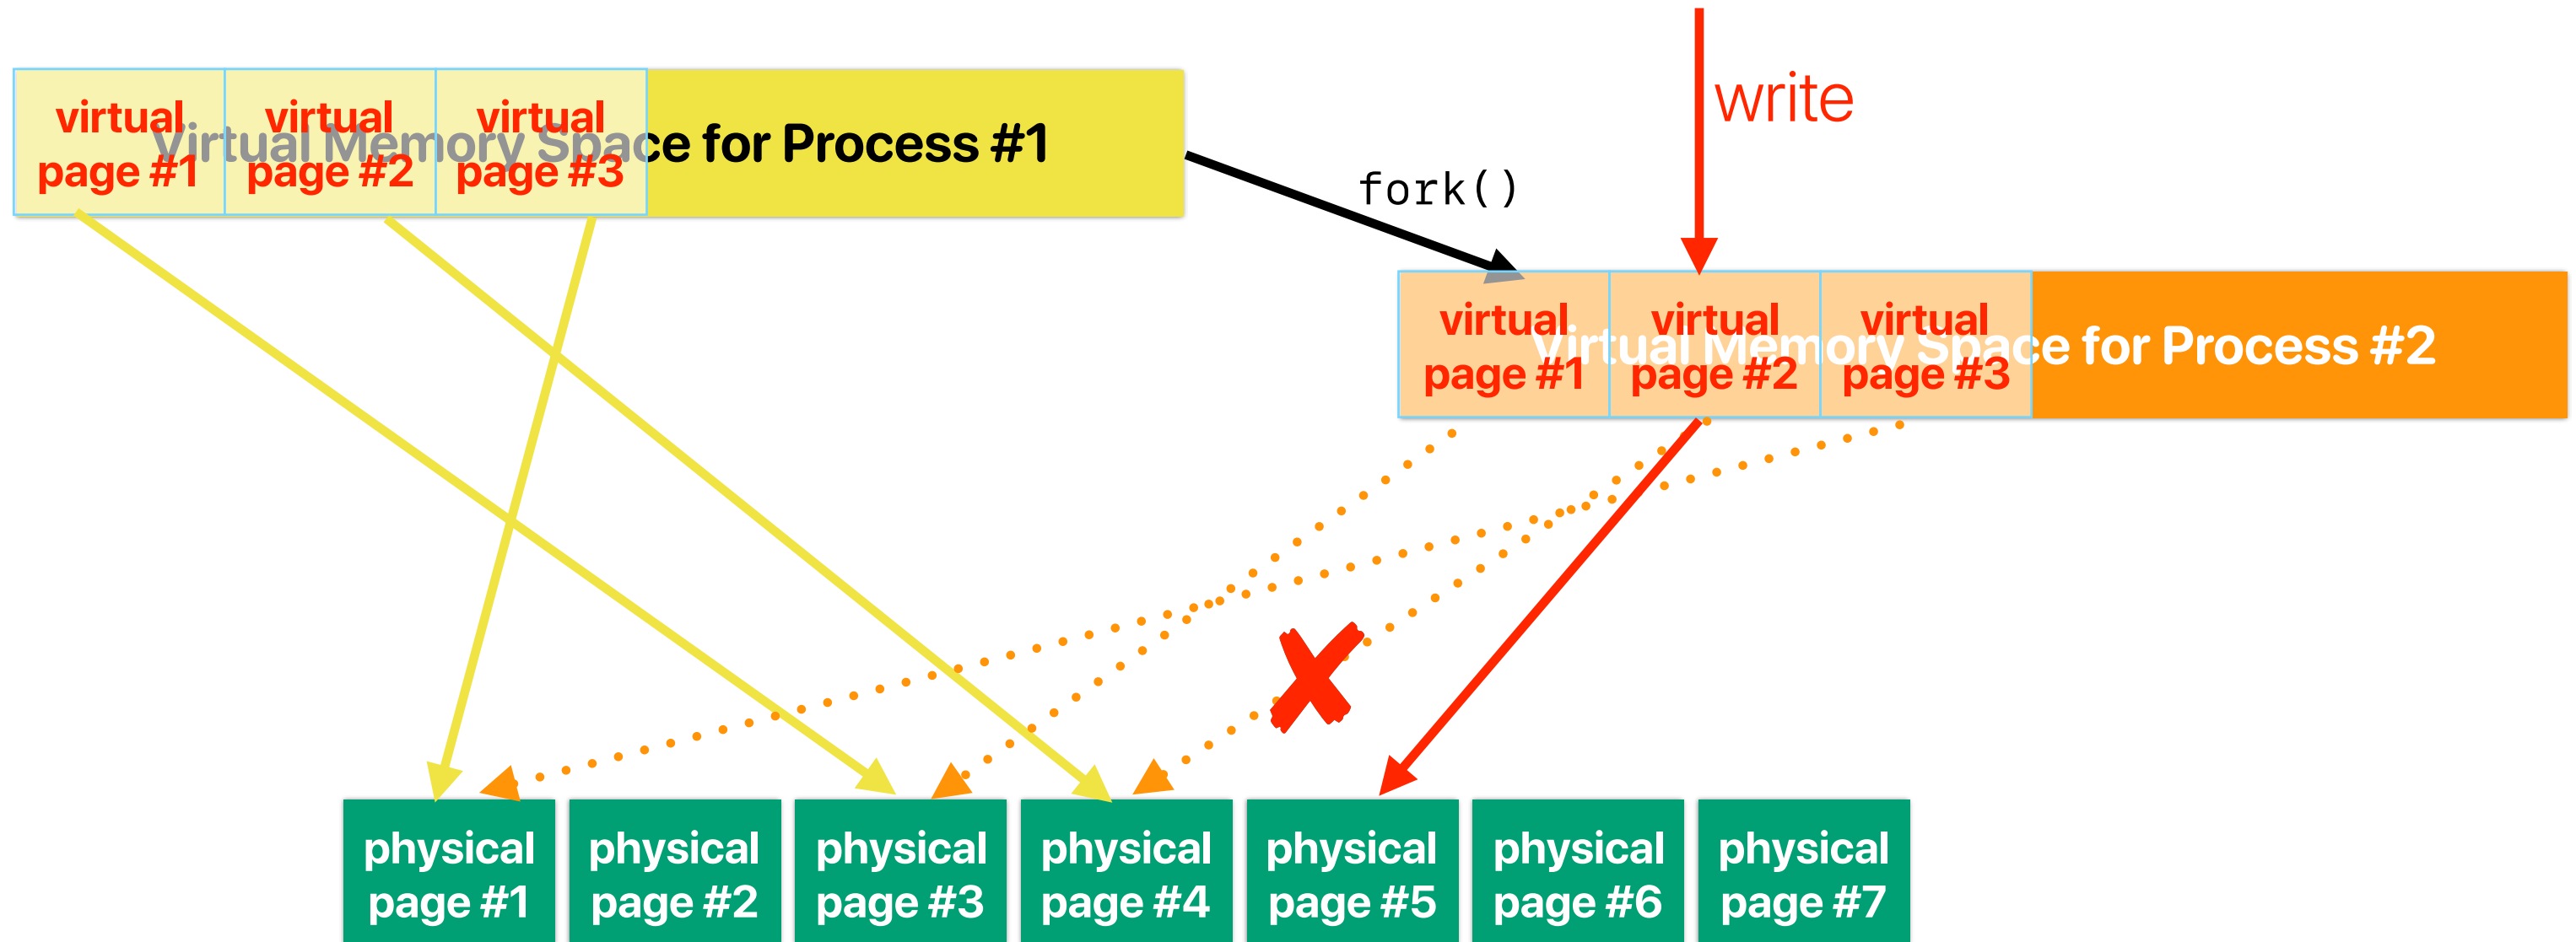 virtual
page #1
virtual
page #2
virtual
page #3
Virtual Memory Space for Process #1
write
fork()
virtual
page #1
virtual
page #2
virtual
page #3
Virtual Memory Space for Process #2
physical
page #1
physical
page #2
physical
page #3
physical
page #4
physical
page #5
physical
page #6
physical
page #7